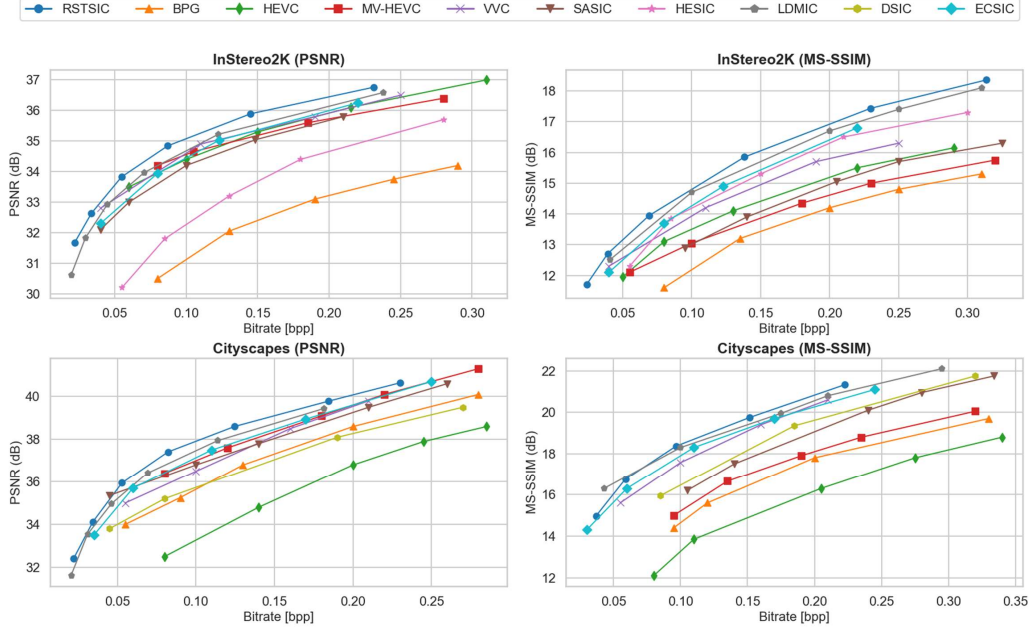 RSTSIC BPG HEVC MV-HEVC VVC SASIC HESIC LDMIC DSIC ECSIC
InStereo2K (PSNR)
37
36
35
34
33
32
31
30
PSNR (dB)
0.05 0.10 0.15 0.20 0.25 0.30
Bitrate [bpp]
InStereo2K (MS-SSIM)
18
17
16
15
14
13
12
MS-SSIM (dB)
0.05 0.10 0.15 0.20 0.25 0.30
Bitrate [bpp]
Cityscapes (PSNR)
40
38
36
34
32
PSNR (dB)
0.05 0.10 0.15 0.20 0.25
Bitrate [bpp]
Cityscapes (MS-SSIM)
22
20
18
16
14
12
MS-SSIM (dB)
0.05 0.10 0.15 0.20 0.25 0.30 0.35
Bitrate [bpp]